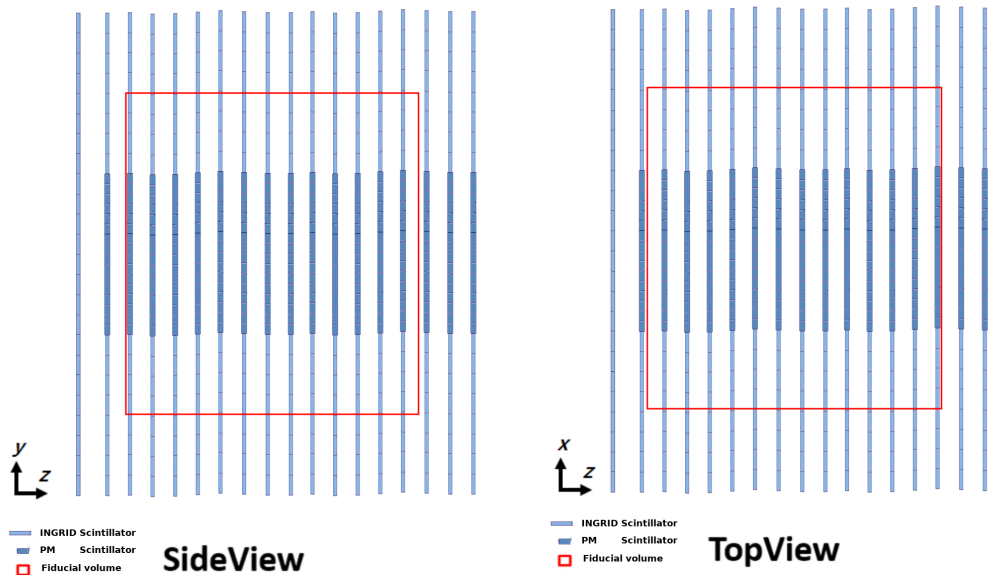 y
z
INGRID Scintillator
PM Scintillator
Fiducial volume
SideView
x
z
INGRID Scintillator
PM Scintillator
Fiducial volume
TopView